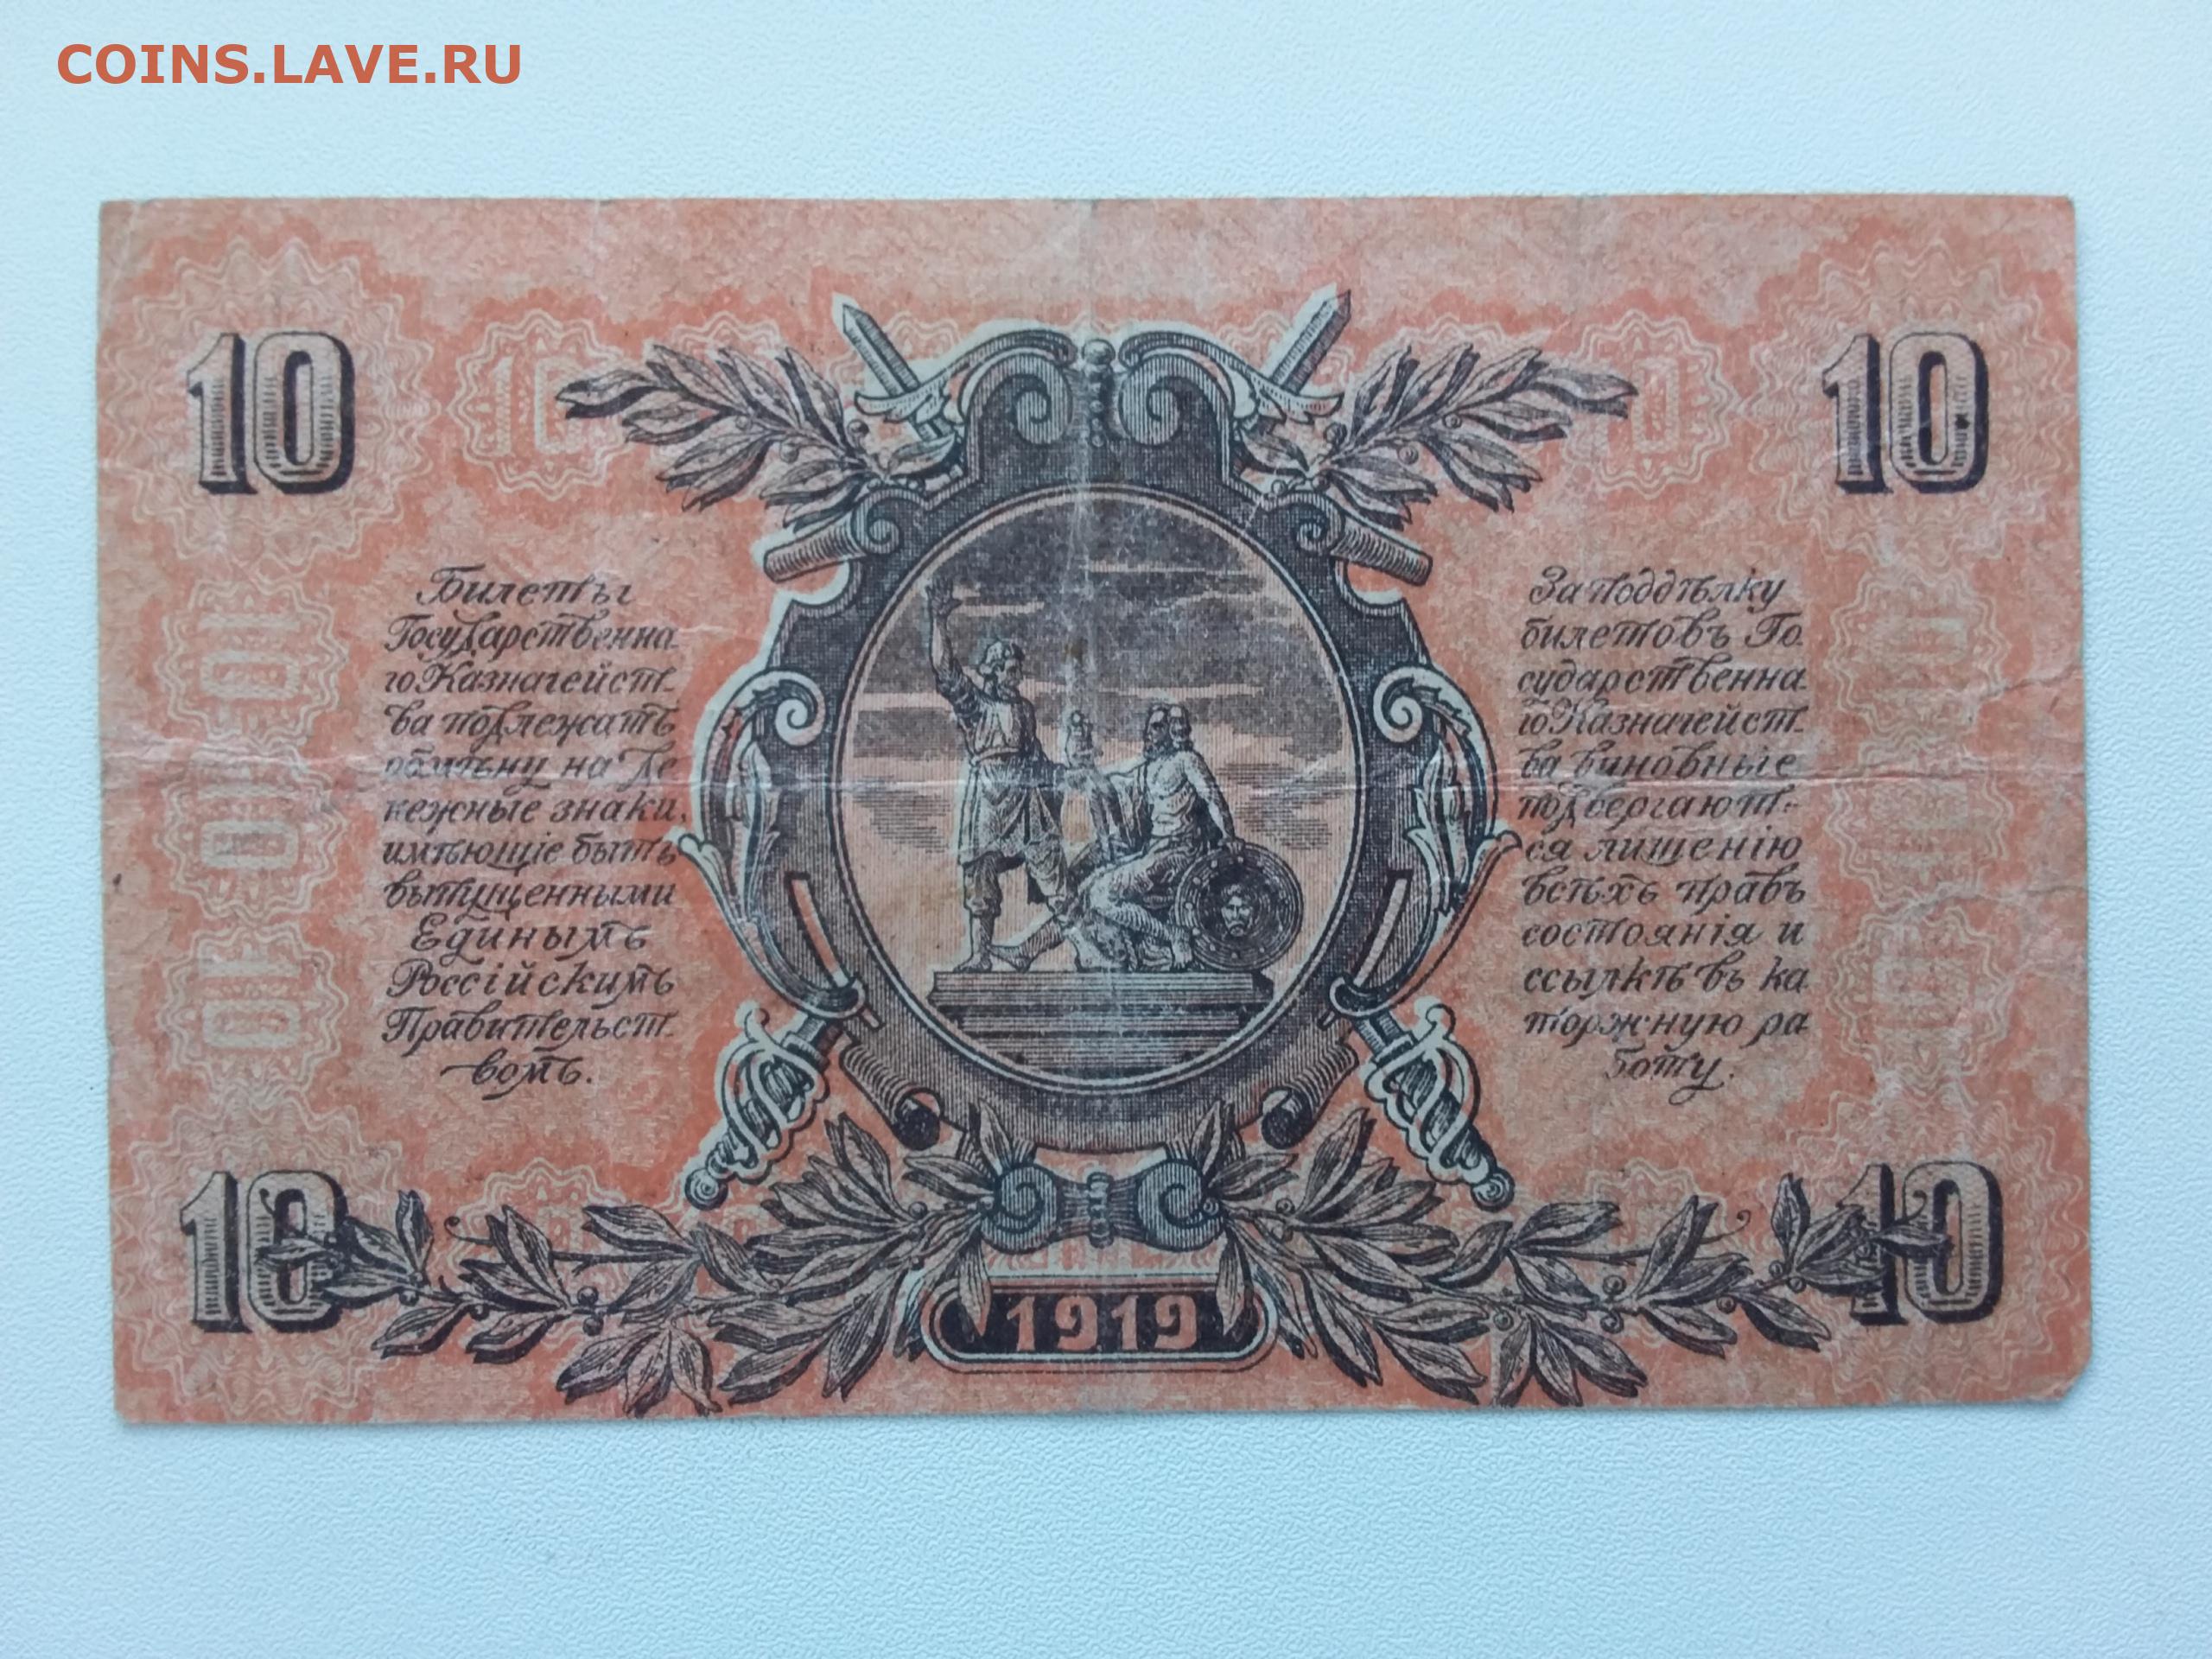 COINS.LAVE.RU
10
10
Билеты
Государственна
го Казначейст-
ва подлежатъ
обмѣну на де
нежные знаки,
имѣющіе быть
выпущенными
Единымъ
Россійскимъ
Правительст-
вомъ.
За поддѣлку
билетовъ Го-
сударственна-
го Казначейст-
ва виновные
подвергают-
ся лишенію
всѣхъ правъ
состоянія и
ссылкѣ въ ка
торжную ра
боту.
10
10
1919